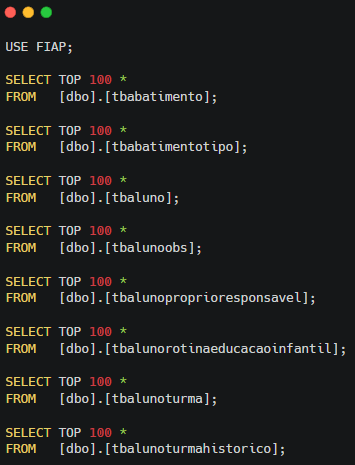 USE FIAP;
SELECT TOP 100 *
FROM   [dbo].[tbabatimento];
SELECT TOP 100 *
FROM   [dbo].[tbabatimentotipo];
SELECT TOP 100 *
FROM   [dbo].[tbaluno];
SELECT TOP 100 *
FROM   [dbo].[tbalunoobs];
SELECT TOP 100 *
FROM   [dbo].[tbalunoproprioresponsavel];
SELECT TOP 100 *
FROM   [dbo].[tbalunorotinaeducacaoinfantil];
SELECT TOP 100 *
FROM   [dbo].[tbalunoturma];
SELECT TOP 100 *
FROM   [dbo].[tbalunoturmahistorico];